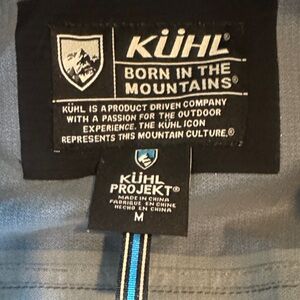 KÜHL®
BORN IN THE
MOUNTAINS®
KÜHL IS A PRODUCT DRIVEN COMPANY
WITH A PASSION FOR THE OUTDOOR
EXPERIENCE. THE KÜHL ICON
REPRESENTS THIS MOUNTAIN CULTURE.®
KÜHL
PROJEKT®
MADE IN CHINA
FABRIQUÉ EN CHINE
HECHO EN CHINA
M